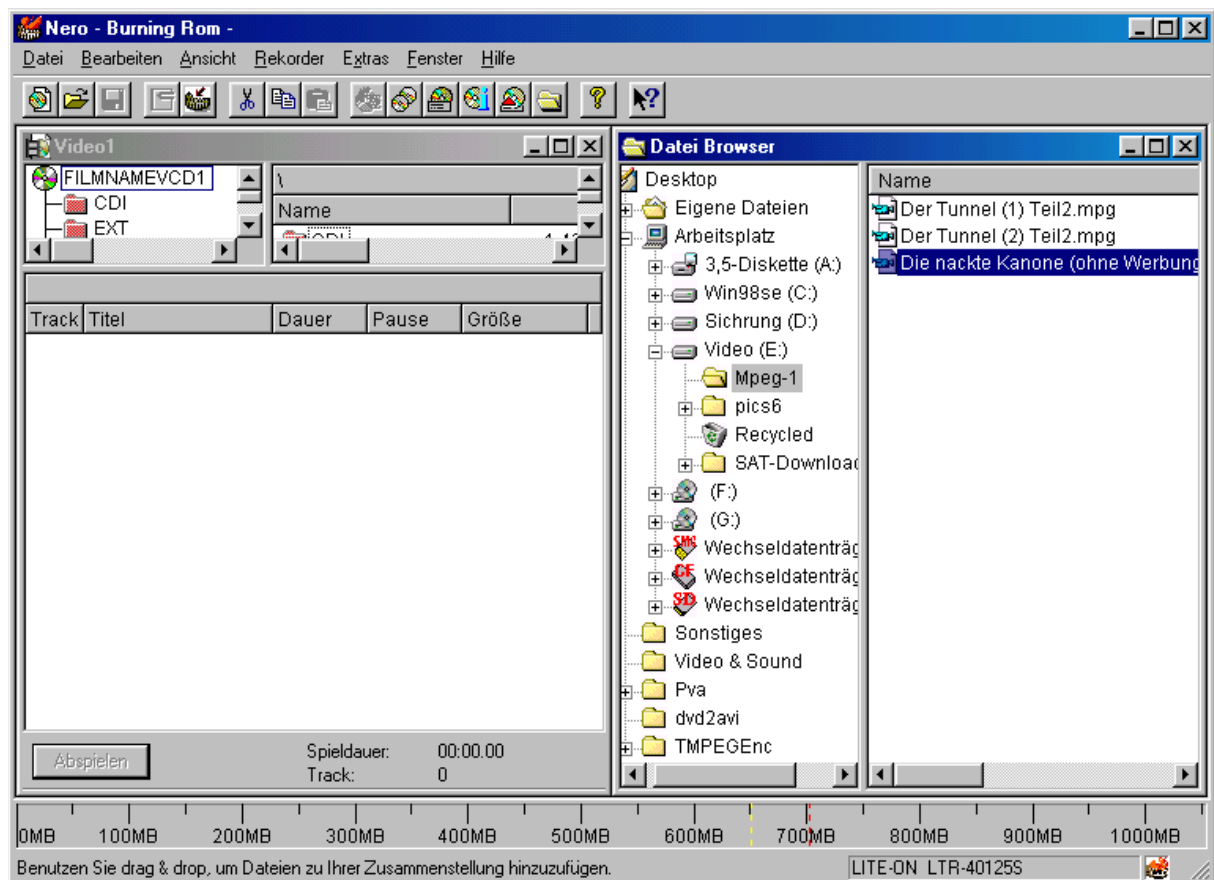 Nero - Burning Rom -
Datei Bearbeiten Ansicht Rekorder Extras Fenster Hilfe
Video1
FILMNAMEVCD1
CDI
EXT
\
Name
Track Titel Dauer Pause Größe
Abspielen
Spieldauer: 00:00.00
Track: 0
Datei Browser
Desktop
Eigene Dateien
Arbeitsplatz
3,5-Diskette (A:)
Win98se (C:)
Sichrung (D:)
Video (E:)
Mpeg-1
pics6
Recycled
SAT-Downloa
(F:)
(G:)
Wechseldatenträg
Wechseldatenträg
Wechseldatenträg
Sonstiges
Video & Sound
Pva
dvd2avi
TMPEGEnc
Name
Der Tunnel (1) Teil2.mpg
Der Tunnel (2) Teil2.mpg
Die nackte Kanone (ohne Werbung
0MB 100MB 200MB 300MB 400MB 500MB 600MB 700MB 800MB 900MB 1000MB
Benutzen Sie drag & drop, um Dateien zu Ihrer Zusammenstellung hinzuzufügen.
LITE-ON LTR-40125S